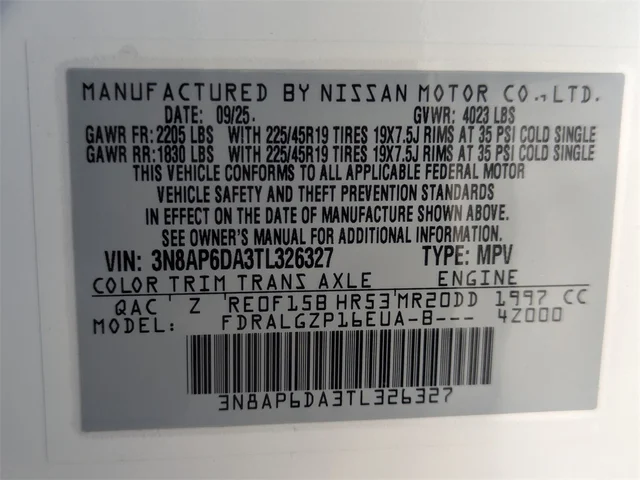 MANUFACTURED BY NISSAN MOTOR CO., LTD.
DATE: 09/25. GVWR: 4023 LBS
GAWR FR: 2205 LBS WITH 225/45R19 TIRES 19X7.5J RIMS AT 35 PSI COLD SINGLE
GAWR RR: 1830 LBS WITH 225/45R19 TIRES 19X7.5J RIMS AT 35 PSI COLD SINGLE
THIS VEHICLE CONFORMS TO ALL APPLICABLE FEDERAL MOTOR
VEHICLE SAFETY AND THEFT PREVENTION STANDARDS
IN EFFECT ON THE DATE OF MANUFACTURE SHOWN ABOVE.
SEE OWNER'S MANUAL FOR ADDITIONAL INFORMATION.
VIN: 3N8AP6DA3TL326327 TYPE: MPV
COLOR TRIM TRANS AXLE ENGINE
QAC ' Z ' RE0F15B HR53 ' MR20DD 1997 CC
MODEL: FDRALGZP16EUA-B--- 4Z000
3N8AP6DA3TL326327